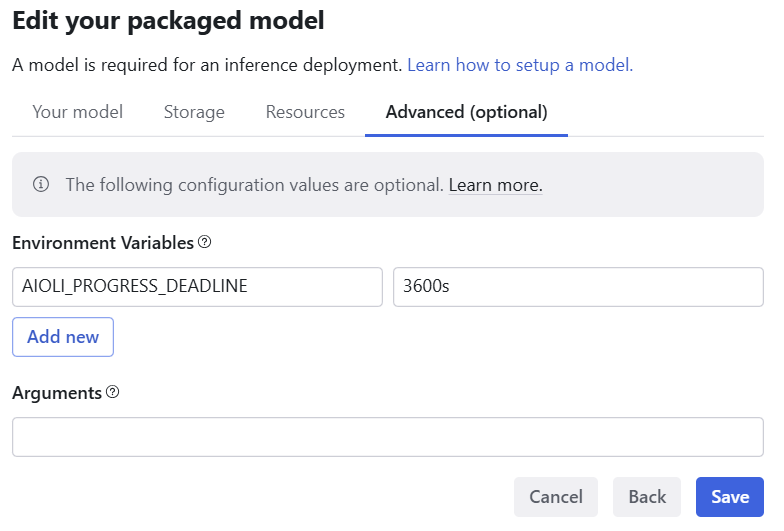 Edit your packaged model
A model is required for an inference deployment. Learn how to setup a model.
Your model Storage Resources Advanced (optional)
The following configuration values are optional. Learn more.
Environment Variables
AIOLI_PROGRESS_DEADLINE 3600s
Add new
Arguments
Cancel Back Save